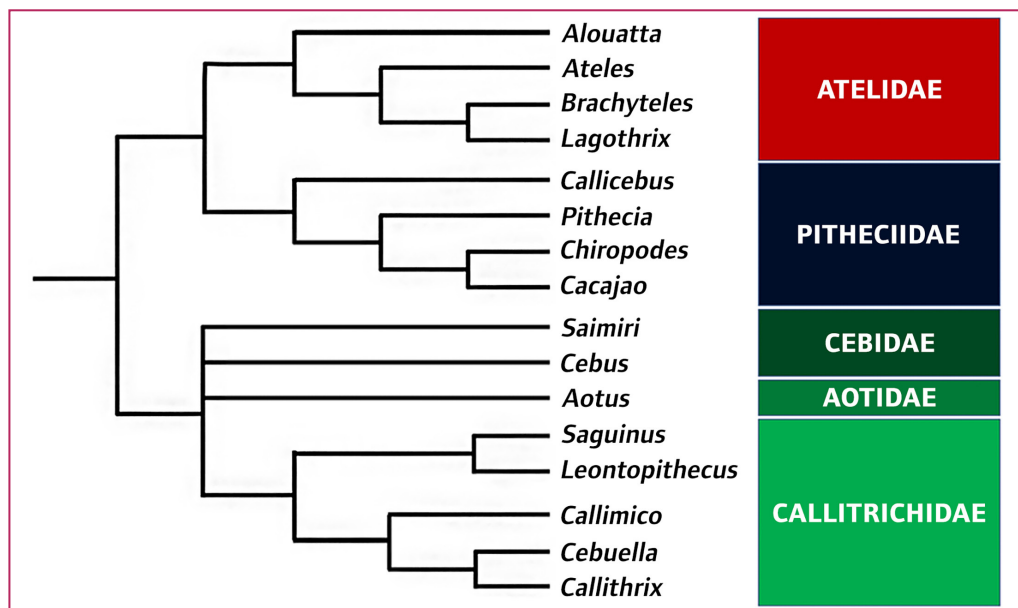 Alouatta
Ateles
Brachyteles
Lagothrix
ATELIDAE
Callicebus
Pithecia
Chiropodes
Cacajao
PITHECIIDAE
Saimiri
Cebus
CEBIDAE
Aotus
AOTIDAE
Saguinus
Leontopithecus
Callimico
Cebuella
Callithrix
CALLITRICHIDAE